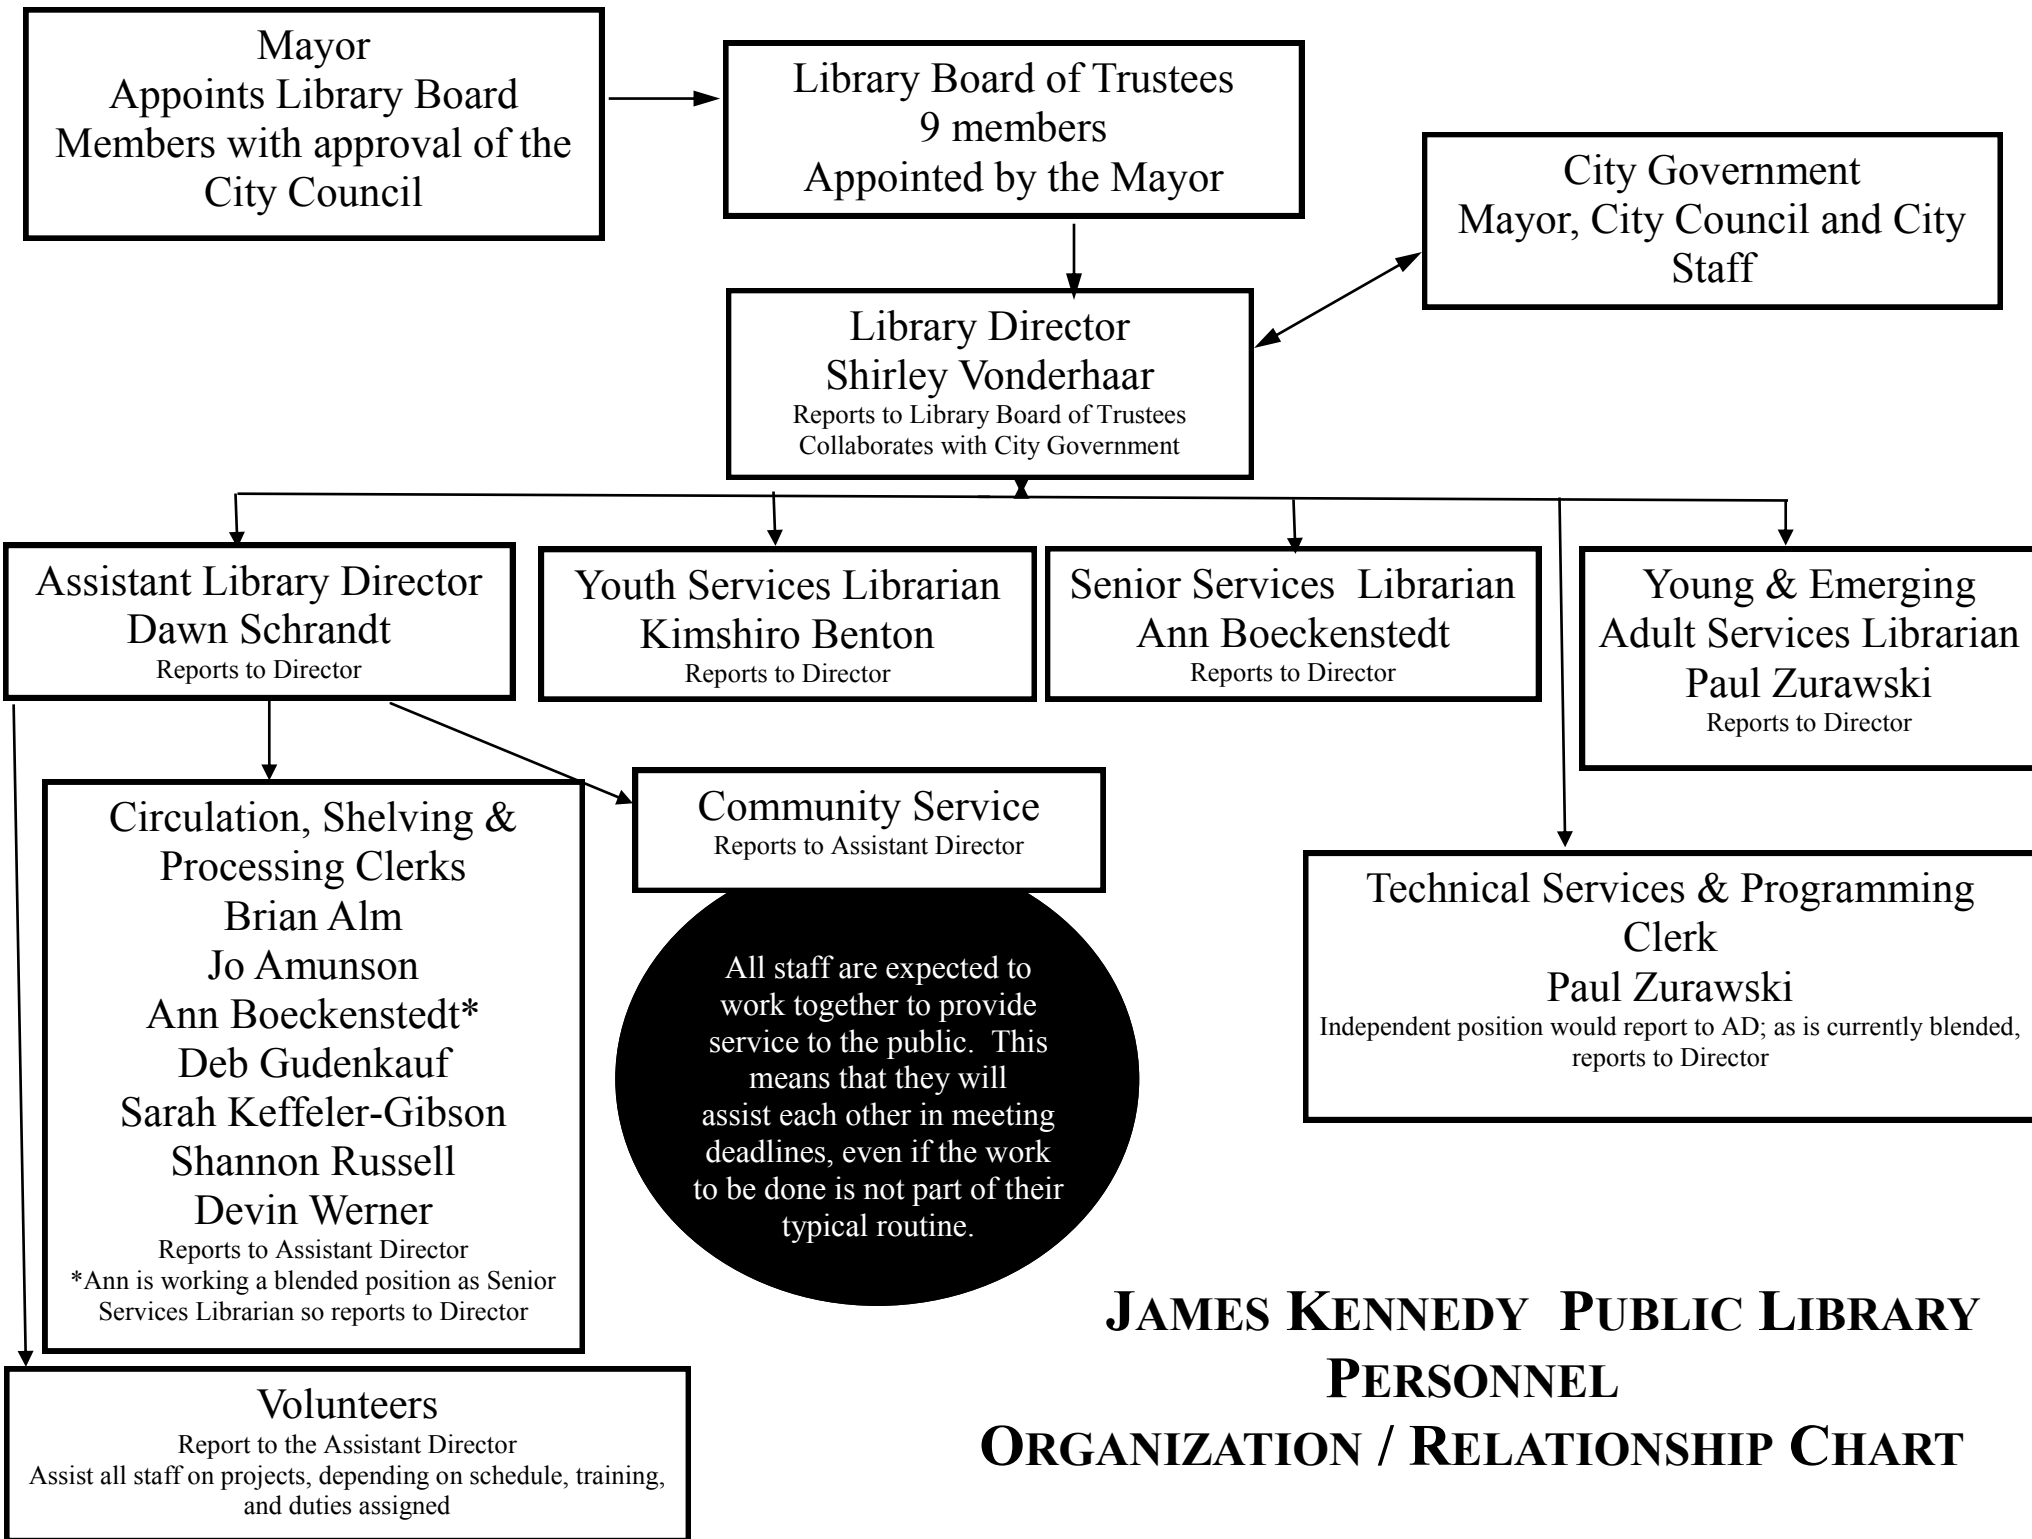 Mayor
Appoints Library Board
Members with approval of the
City Council
Library Board of Trustees
9 members
Appointed by the Mayor
City Government
Mayor, City Council and City
Staff
Library Director
Shirley Vonderhaar
Reports to Library Board of Trustees
Collaborates with City Government
Assistant Library Director
Dawn Schrandt
Reports to Director
Youth Services Librarian
Kimshiro Benton
Reports to Director
Senior Services  Librarian
Ann Boeckenstedt
Reports to Director
Young & Emerging
Adult Services Librarian
Paul Zurawski
Reports to Director
Circulation, Shelving &
Processing Clerks
Brian Alm
Jo Amunson
Ann Boeckenstedt*
Deb Gudenkauf
Sarah Keffeler-Gibson
Shannon Russell
Devin Werner
Reports to Assistant Director
*Ann is working a blended position as Senior
Services Librarian so reports to Director
Community Service
Reports to Assistant Director
All staff are expected to
work together to provide
service to the public.  This
means that they will
assist each other in meeting
deadlines, even if the work
to be done is not part of their
typical routine.
Technical Services & Programming
Clerk
Paul Zurawski
Independent position would report to AD; as is currently blended,
reports to Director
Volunteers
Report to the Assistant Director
Assist all staff on projects, depending on schedule, training,
and duties assigned
JAMES KENNEDY  PUBLIC LIBRARY
PERSONNEL
ORGANIZATION / RELATIONSHIP CHART